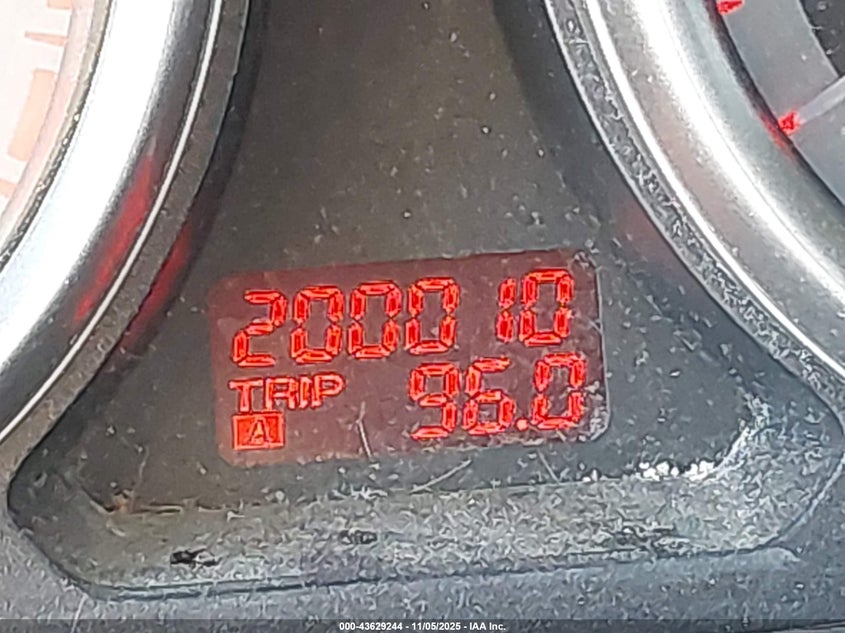 200010
TRIP 96.0
A
000-43629244 - 11/05/2025 - IAA Inc.